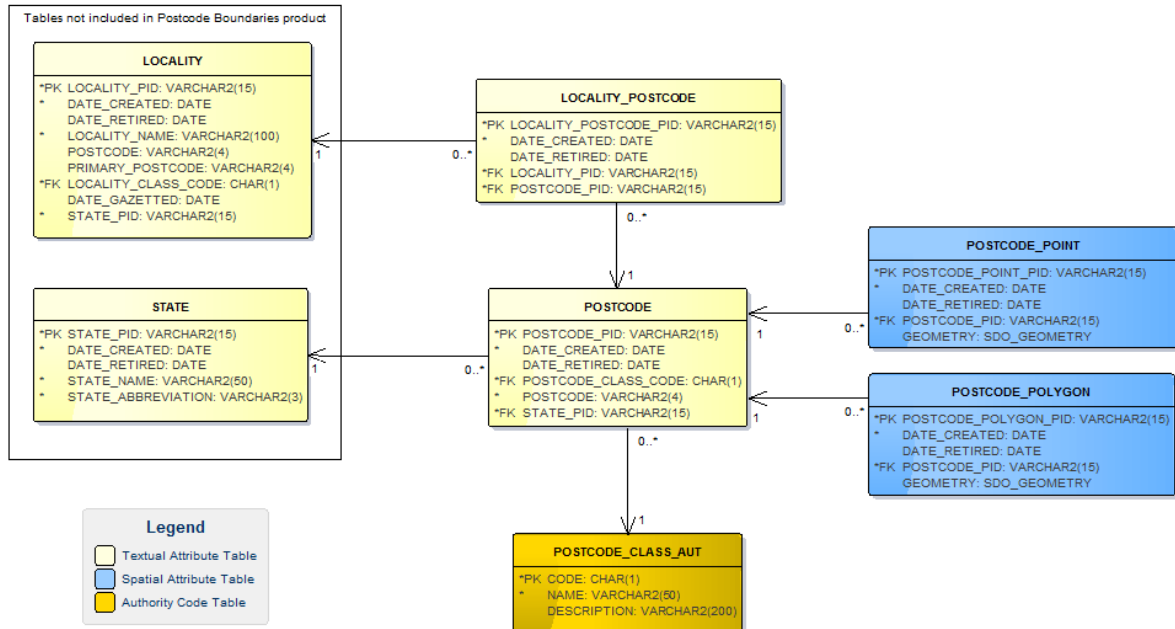 Tables not included in Postcode Boundaries product
LOCALITY
*PK LOCALITY_PID: VARCHAR2(15)
* DATE_CREATED: DATE
DATE_RETIRED: DATE
* LOCALITY_NAME: VARCHAR2(100)
POSTCODE: VARCHAR2(4)
PRIMARY_POSTCODE: VARCHAR2(4)
*FK LOCALITY_CLASS_CODE: CHAR(1)
DATE_GAZETTED: DATE
* STATE_PID: VARCHAR2(15)
1
0..*
LOCALITY_POSTCODE
*PK LOCALITY_POSTCODE_PID: VARCHAR2(15)
* DATE_CREATED: DATE
DATE_RETIRED: DATE
*FK LOCALITY_PID: VARCHAR2(15)
*FK POSTCODE_PID: VARCHAR2(15)
0..*
1
STATE
*PK STATE_PID: VARCHAR2(15)
* DATE_CREATED: DATE
DATE_RETIRED: DATE
* STATE_NAME: VARCHAR2(50)
* STATE_ABBREVIATION: VARCHAR2(3)
1
0..*
POSTCODE
*PK POSTCODE_PID: VARCHAR2(15)
* DATE_CREATED: DATE
DATE_RETIRED: DATE
*FK POSTCODE_CLASS_CODE: CHAR(1)
* POSTCODE: VARCHAR2(4)
*FK STATE_PID: VARCHAR2(15)
1
0..*
POSTCODE_POINT
*PK POSTCODE_POINT_PID: VARCHAR2(15)
* DATE_CREATED: DATE
DATE_RETIRED: DATE
*FK POSTCODE_PID: VARCHAR2(15)
GEOMETRY: SDO_GEOMETRY
1
0..*
POSTCODE_POLYGON
*PK POSTCODE_POLYGON_PID: VARCHAR2(15)
* DATE_CREATED: DATE
DATE_RETIRED: DATE
*FK POSTCODE_PID: VARCHAR2(15)
GEOMETRY: SDO_GEOMETRY
0..*
1
POSTCODE_CLASS_AUT
*PK CODE: CHAR(1)
* NAME: VARCHAR2(50)
DESCRIPTION: VARCHAR2(200)
Legend
Textual Attribute Table
Spatial Attribute Table
Authority Code Table